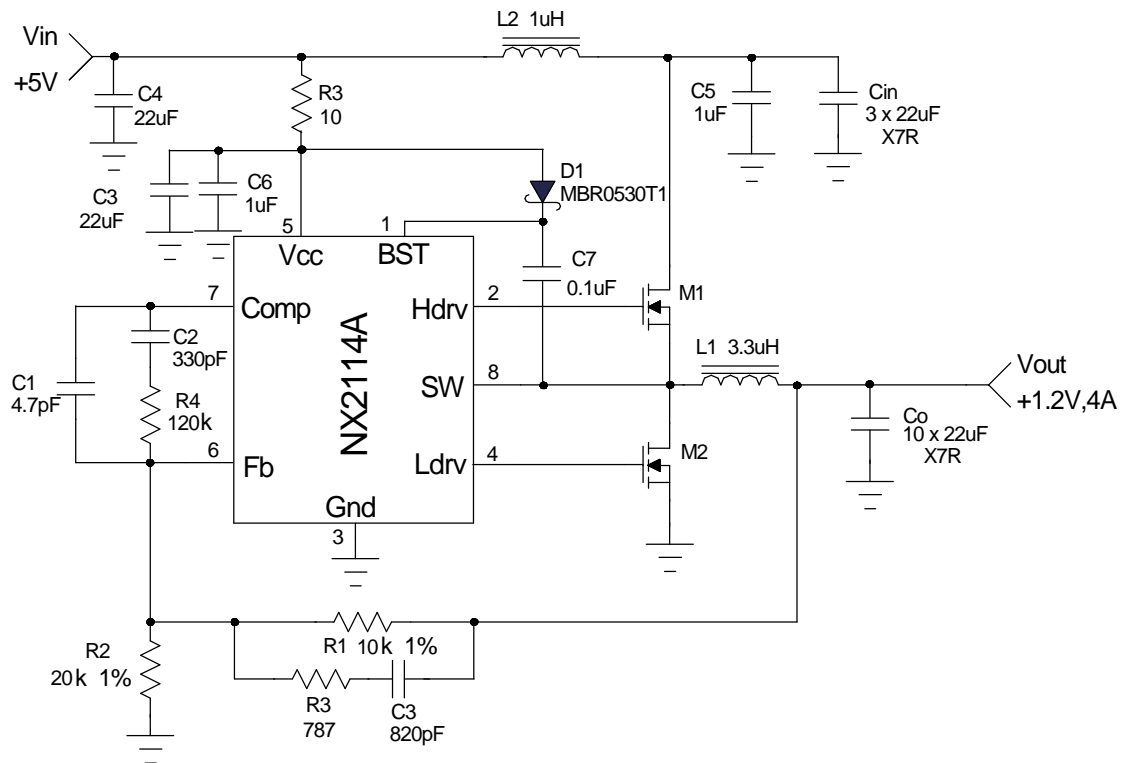 L2 1uH
Vin
+5V
C4
22uF
R3
10
C5
1uF
Cin
3 x 22uF
X7R
D1
MBR0530T1
C3
22uF
C6
1uF
5
1
Vcc
BST
C7
0.1uF
7
Comp
2
Hdrv
M1
C2
330pF
NX2114A
L1 3.3uH
Vout
+1.2V,4A
C1
4.7pF
R4
120k
8
SW
Co
10 x 22uF
X7R
6
Fb
4
Ldrv
M2
Gnd
3
R2
20k 1%
R1 10k 1%
R3
787
C3
820pF